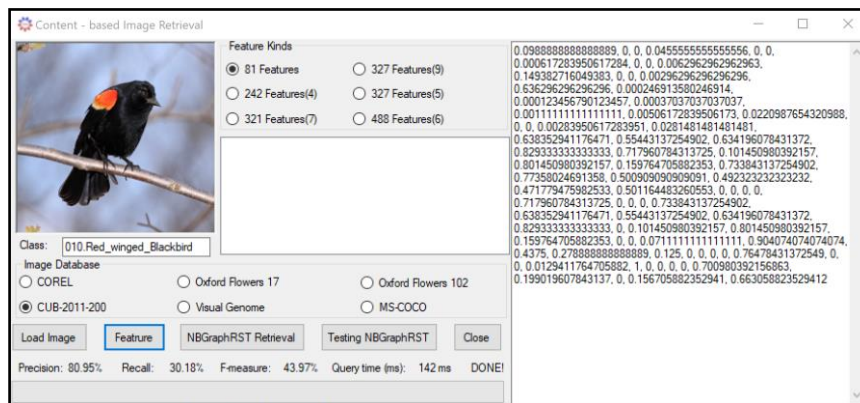 Content - based Image Retrieval
Feature Kinds
81 Features
327 Features(9)
242 Features(4)
327 Features(5)
321 Features(7)
488 Features(6)
Class: 010.Red_winged_Blackbird
Image Database
COREL
Oxford Flowers 17
Oxford Flowers 102
CUB-2011-200
Visual Genome
MS-COCO
Load Image
Featrure
NBGraphRST Retrieval
Testing NBGraphRST
Close
Precision: 80.95% Recall: 30.18% F-measure: 43.97% Query time (ms): 142 ms DONE!
0.0988888888888889, 0, 0, 0.0455555555555556, 0, 0,
0.000617283950617284, 0, 0, 0.0062962962962963,
0.149382716049383, 0, 0, 0.00296296296296296,
0.636296296296296, 0.000246913580246914,
0.000123456790123457, 0.00037037037037037,
0.00111111111111111, 0.00506172839506173, 0.0220987654320988,
0, 0, 0.00283950617283951, 0.0281481481481481,
0.638352941176471, 0.55443137254902, 0.634196078431372,
0.829333333333333, 0.717960784313725, 0.101450980392157,
0.801450980392157, 0.159764705882353, 0.733843137254902,
0.77358024691358, 0.500909090909091, 0.492323232323232,
0.471779475982533, 0.501164483260553, 0, 0, 0, 0,
0.717960784313725, 0, 0, 0, 0.733843137254902,
0.638352941176471, 0.55443137254902, 0.634196078431372,
0.829333333333333, 0, 0.101450980392157, 0.801450980392157,
0.159764705882353, 0, 0, 0.0711111111111111, 0.904074074074074,
0.4375, 0.278888888888889, 0.125, 0, 0, 0, 0, 0.76478431372549, 0,
0, 0, 0.0129411764705882, 1, 0, 0, 0, 0, 0.700980392156863,
0.199019607843137, 0, 0.156705882352941, 0.663058823529412